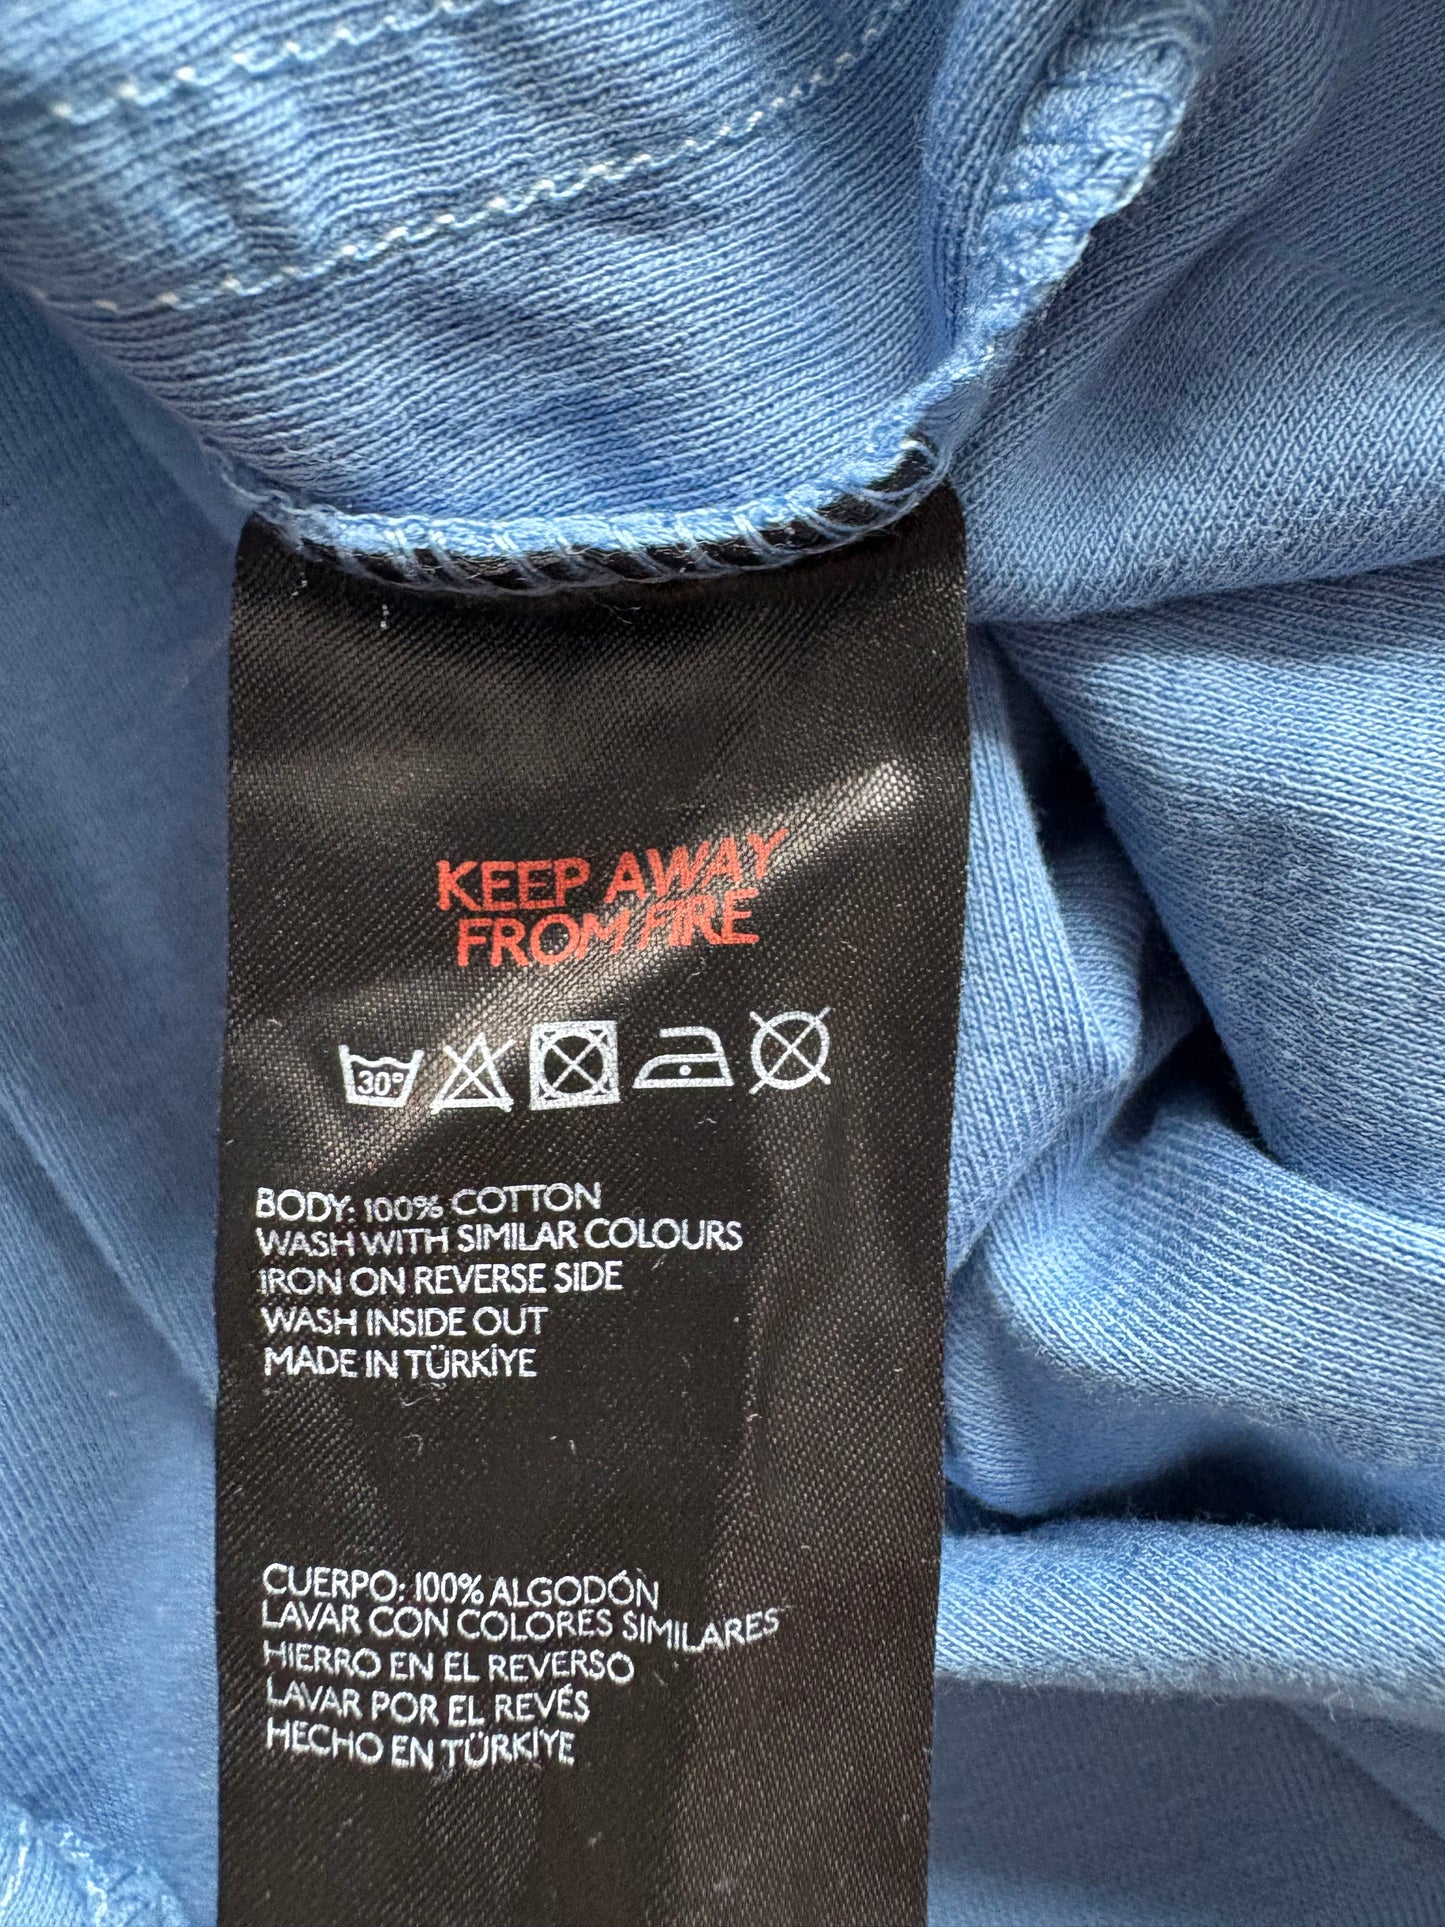 KEEP AWAY
FROM FIRE
30°
BODY: 100% COTTON
WASH WITH SIMILAR COLOURS
IRON ON REVERSE SIDE
WASH INSIDE OUT
MADE IN TÜRKİYE
CUERPO: 100% ALGODÓN
LAVAR CON COLORES SIMILARES
HIERRO EN EL REVERSO
LAVAR POR EL REVÉS
HECHO EN TÜRKİYE